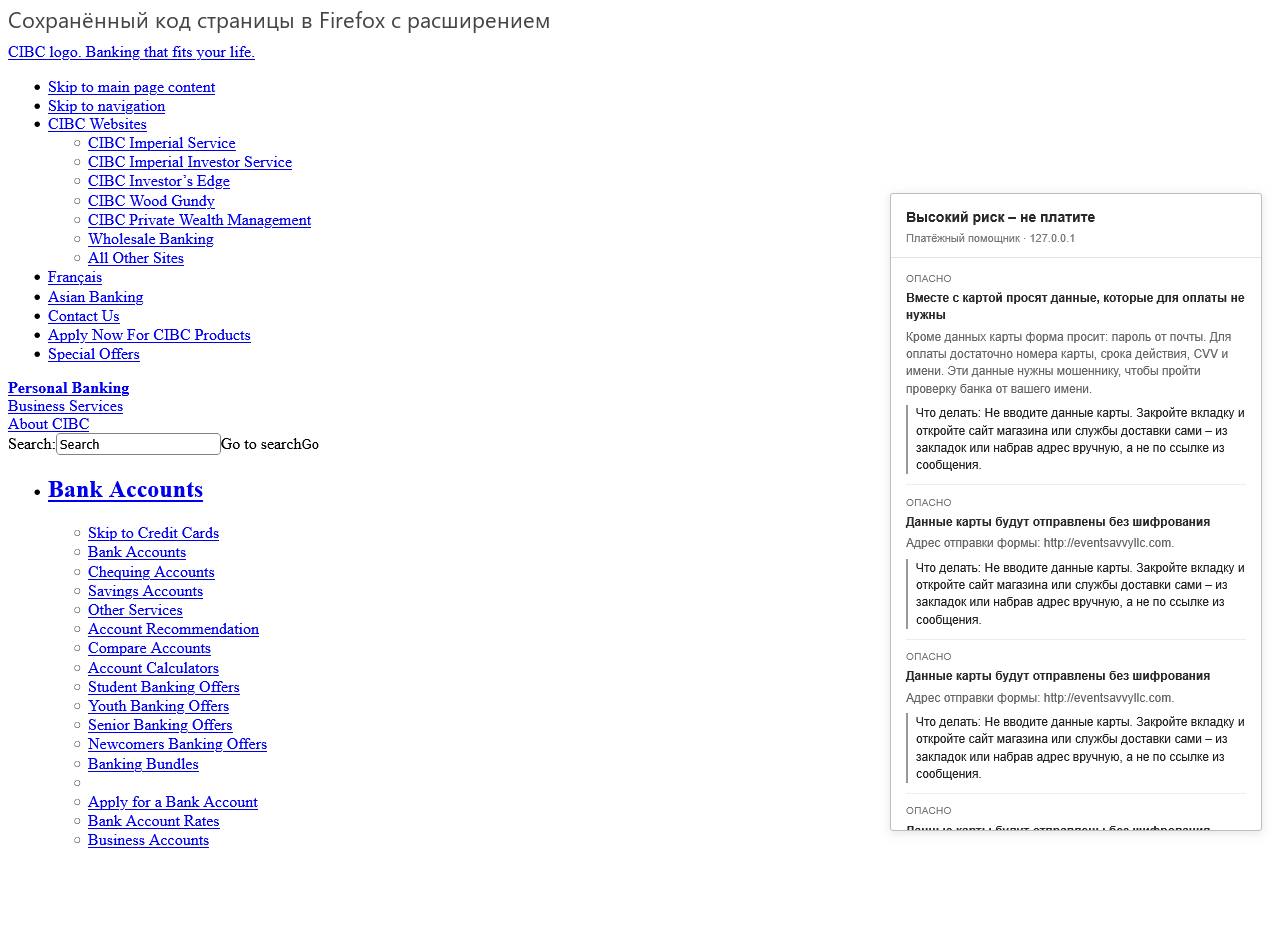 Сохранённый код страницы в Firefox с расширением
CIBC logo. Banking that fits your life.
Skip to main page content
Skip to navigation
CIBC Websites
CIBC Imperial Service
CIBC Imperial Investor Service
CIBC Investor’s Edge
CIBC Wood Gundy
CIBC Private Wealth Management
Wholesale Banking
All Other Sites
Français
Asian Banking
Contact Us
Apply Now For CIBC Products
Special Offers
Personal Banking
Business Services
About CIBC
Search: Search Go to searchGo
Bank Accounts
Skip to Credit Cards
Bank Accounts
Chequing Accounts
Savings Accounts
Other Services
Account Recommendation
Compare Accounts
Account Calculators
Student Banking Offers
Youth Banking Offers
Senior Banking Offers
Newcomers Banking Offers
Banking Bundles
Apply for a Bank Account
Bank Account Rates
Business Accounts
Высокий риск – не платите
Платёжный помощник · 127.0.0.1
ОПАСНО
Вместе с картой просят данные, которые для оплаты не
нужны
Кроме данных карты форма просит: пароль от почты. Для
оплаты достаточно номера карты, срока действия, CVV и
имени. Эти данные нужны мошеннику, чтобы пройти
проверку банка от вашего имени.
Что делать: Не вводите данные карты. Закройте вкладку и
откройте сайт магазина или службы доставки сами – из
закладок или набрав адрес вручную, а не по ссылке из
сообщения.
ОПАСНО
Данные карты будут отправлены без шифрования
Адрес отправки формы: http://eventsavvyllc.com.
Что делать: Не вводите данные карты. Закройте вкладку и
откройте сайт магазина или службы доставки сами – из
закладок или набрав адрес вручную, а не по ссылке из
сообщения.
ОПАСНО
Данные карты будут отправлены без шифрования
Адрес отправки формы: http://eventsavvyllc.com.
Что делать: Не вводите данные карты. Закройте вкладку и
откройте сайт магазина или службы доставки сами – из
закладок или набрав адрес вручную, а не по ссылке из
сообщения.
ОПАСНО
Данные карты будут отправлены без шифрования